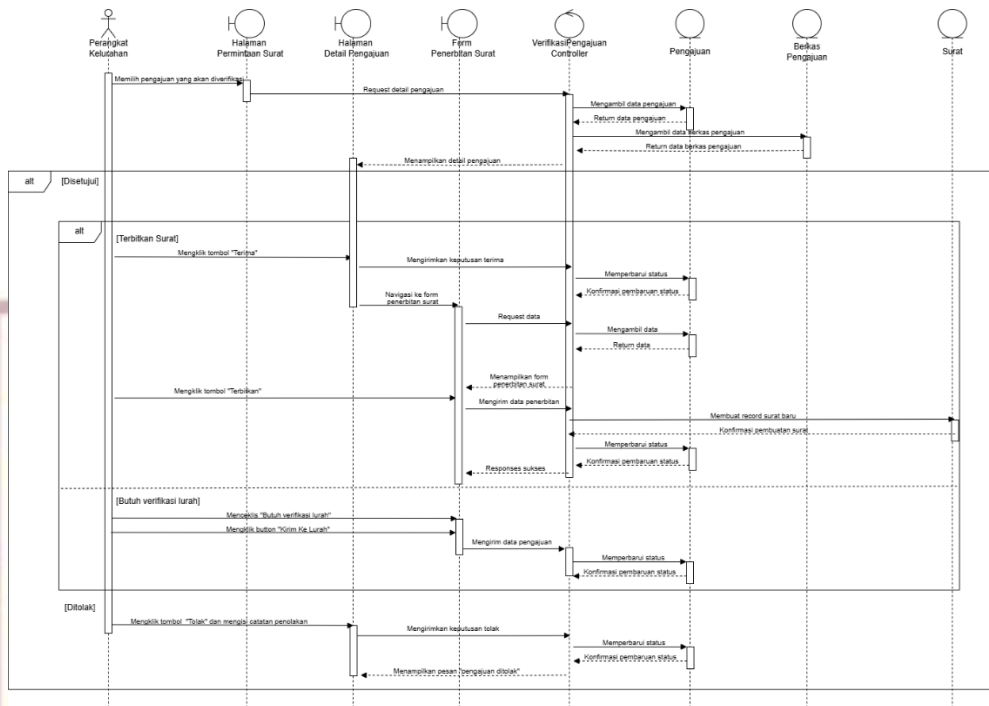 Perangkat
Kelurahan
Halaman
Permintaan Surat
Halaman
Detail Pengajuan
Form
Penerbitan Surat
VerifikasiPengajuan
Controller
Pengajuan
Berkas
Pengajuan
Surat
Memilih pengajuan yang akan diverifikasi
Request detail pengajuan
Mengambil data pengajuan
Return data pengajuan
Mengambil data berkas pengajuan
Return data berkas pengajuan
Menampilkan detail pengajuan
alt
[Disetujui]
alt
[Terbitkan Surat]
Mengklik tombol "Terima"
Mengirimkan keputusan terima
Memperbarui status
Konfirmasi pembaruan status
Navigasi ke form
penerbitan surat
Request data
Mengambil data
Return data
Menampilkan form
penerbitan surat
Mengklik tombol "Terbitkan"
Mengirim data penerbitan
Membuat record surat baru
Konfirmasi pembuatan surat
Memperbarui status
Konfirmasi pembaruan status
Responses sukses
[Butuh verifikasi lurah]
Menceklis "Butuh verifikasi lurah"
Mengklik button "Kirim Ke Lurah"
Mengirim data pengajuan
Memperbarui status
Konfirmasi pembaruan status
[Ditolak]
Mengklik tombol "Tolak" dan mengisi catatan penolakan
Mengirimkan keputusan tolak
Memperbarui status
Konfirmasi pembaruan status
Menampilkan pesan "pengajuan ditolak"